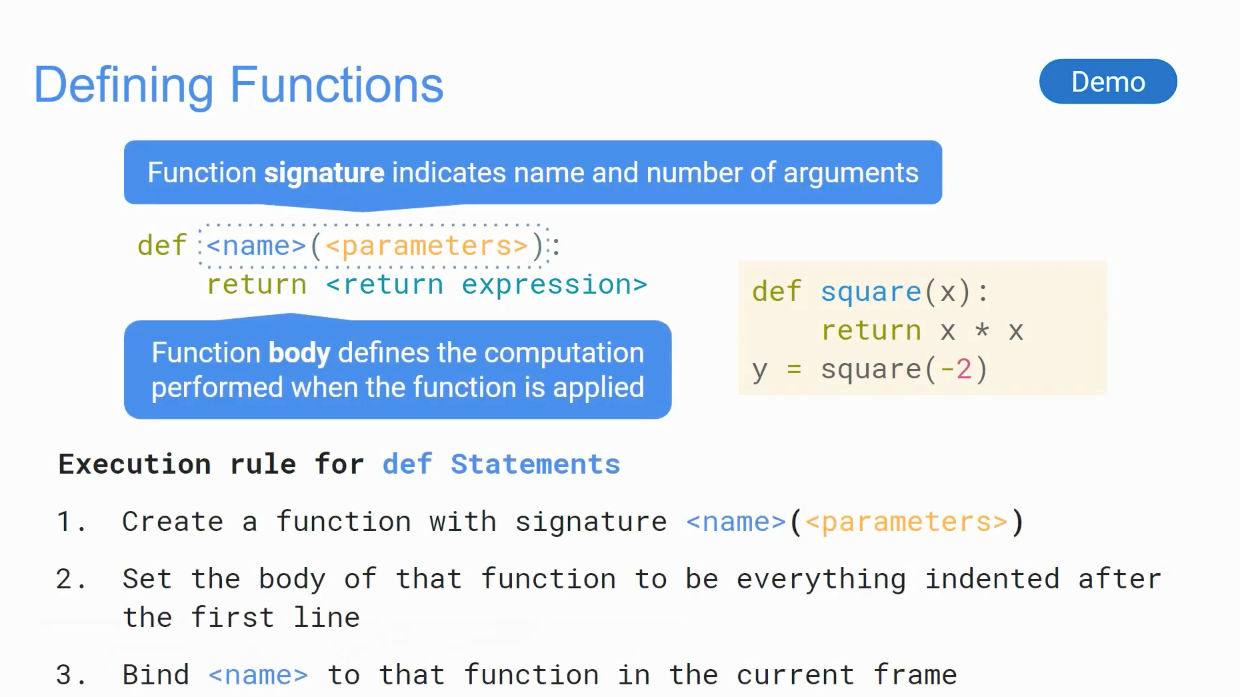 Defining Functions
Demo
Function signature indicates name and number of arguments
def <name>(<parameters>):
    return <return expression>
Function body defines the computation
performed when the function is applied
def square(x):
    return x * x
y = square(-2)
Execution rule for def Statements
1. Create a function with signature <name>(<parameters>)
2. Set the body of that function to be everything indented after
the first line
3. Bind <name> to that function in the current frame